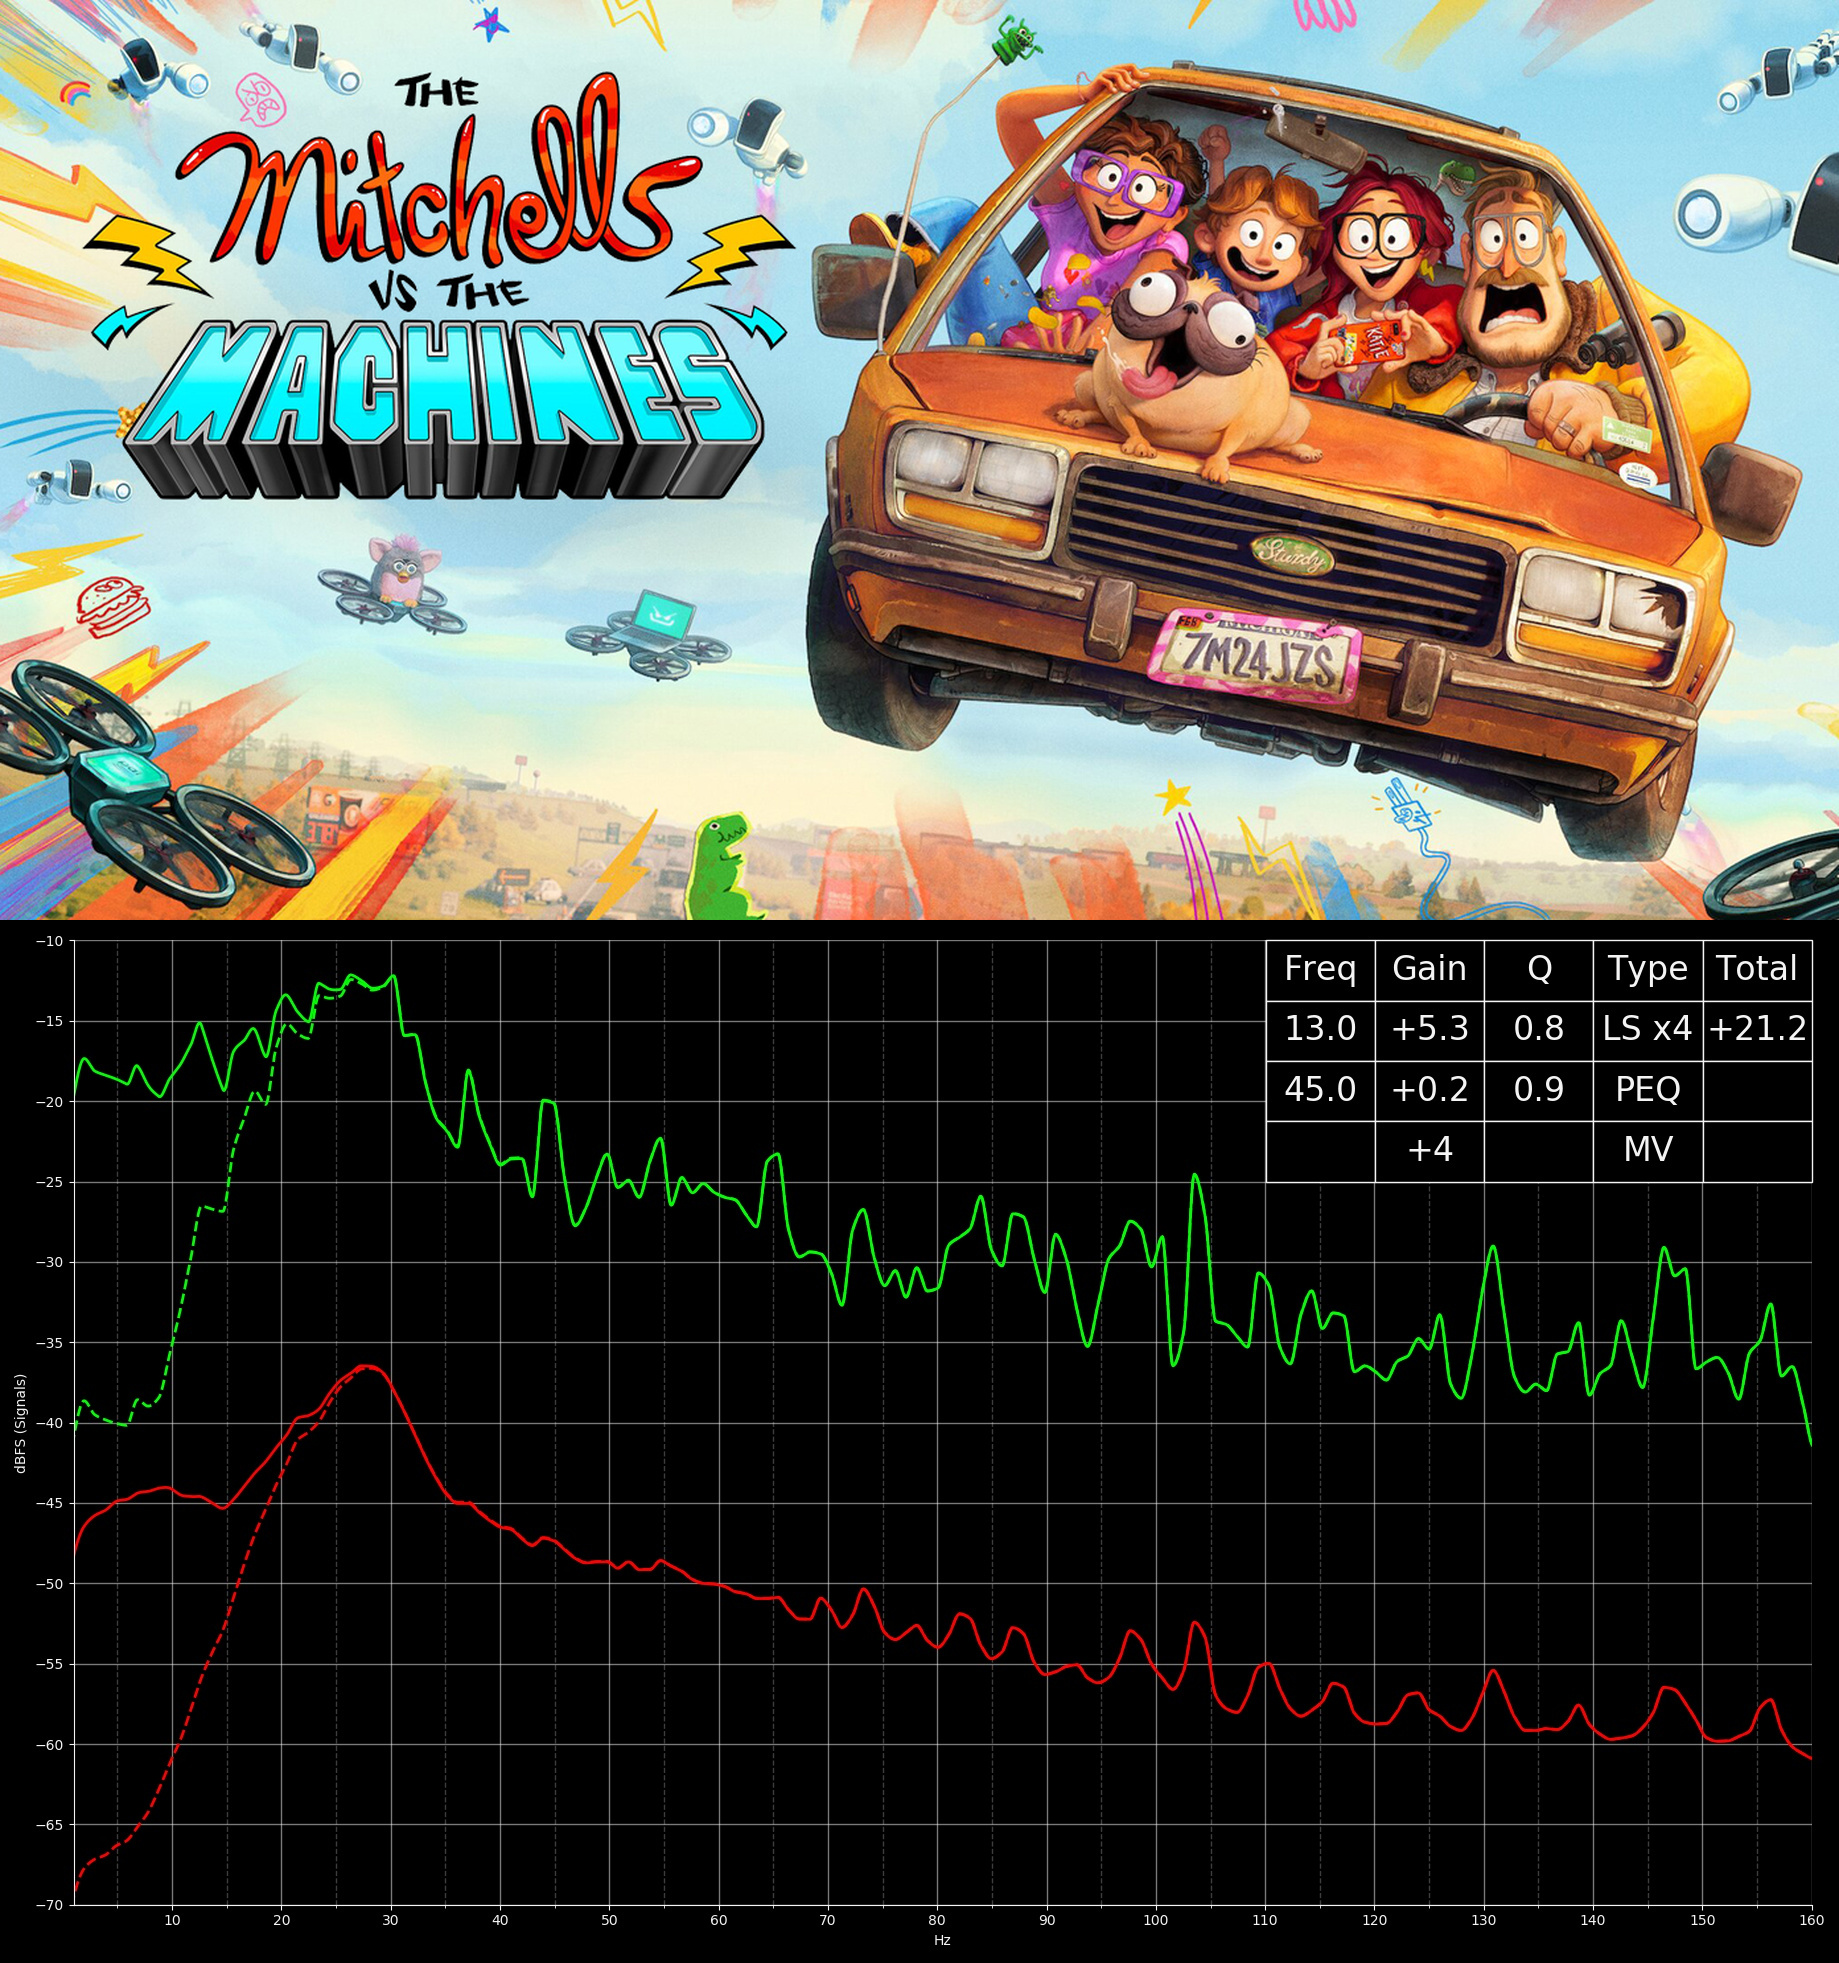 THE
Mitchells
VS THE
MACHINES
KATIE
Sturdy
FEB
MICHIGAN
7M24JZS
Freq Gain Q Type Total
13.0 +5.3 0.8 LS x4 +21.2
45.0 +0.2 0.9 PEQ
+4 MV
dBFS (Signals)
−10
−15
−20
−25
−30
−35
−40
−45
−50
−55
−60
−65
−70
10 20 30 40 50 60 70 80 90 100 110 120 130 140 150 160
Hz